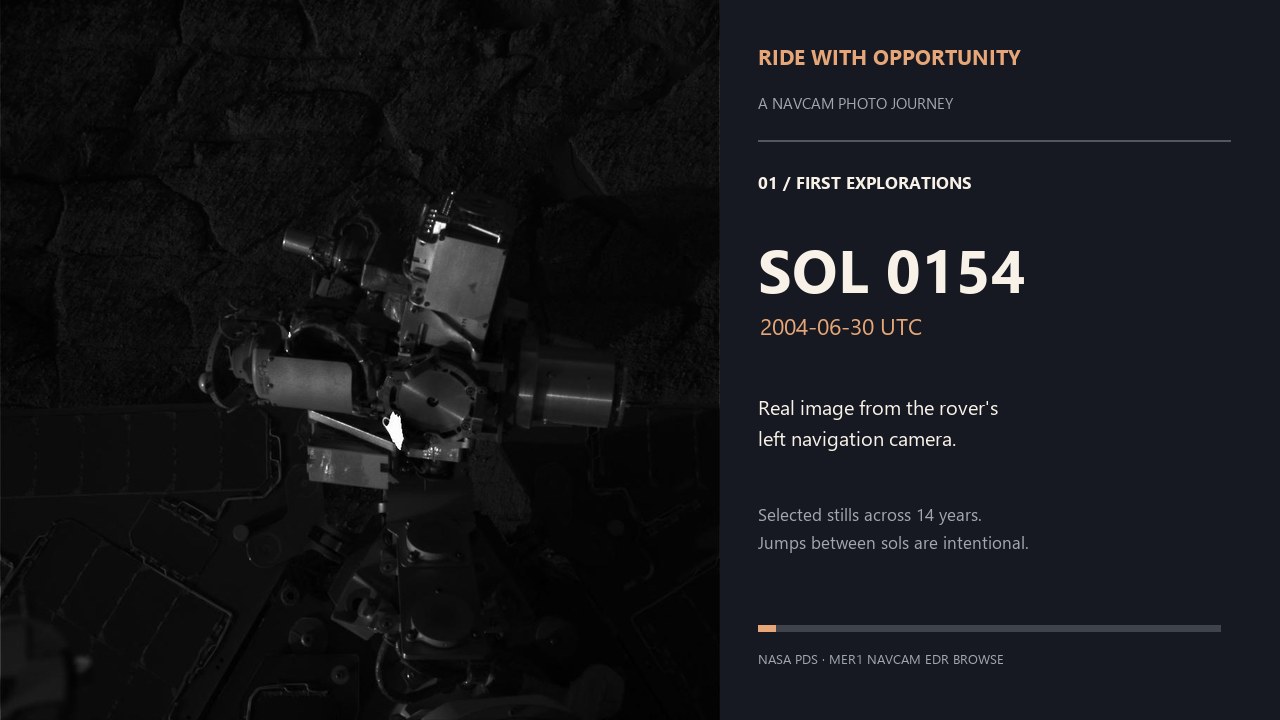 RIDE WITH OPPORTUNITY
A NAVCAM PHOTO JOURNEY
01 / FIRST EXPLORATIONS
SOL 0154
2004-06-30 UTC
Real image from the rover's
left navigation camera.
Selected stills across 14 years.
Jumps between sols are intentional.
NASA PDS · MER1 NAVCAM EDR BROWSE